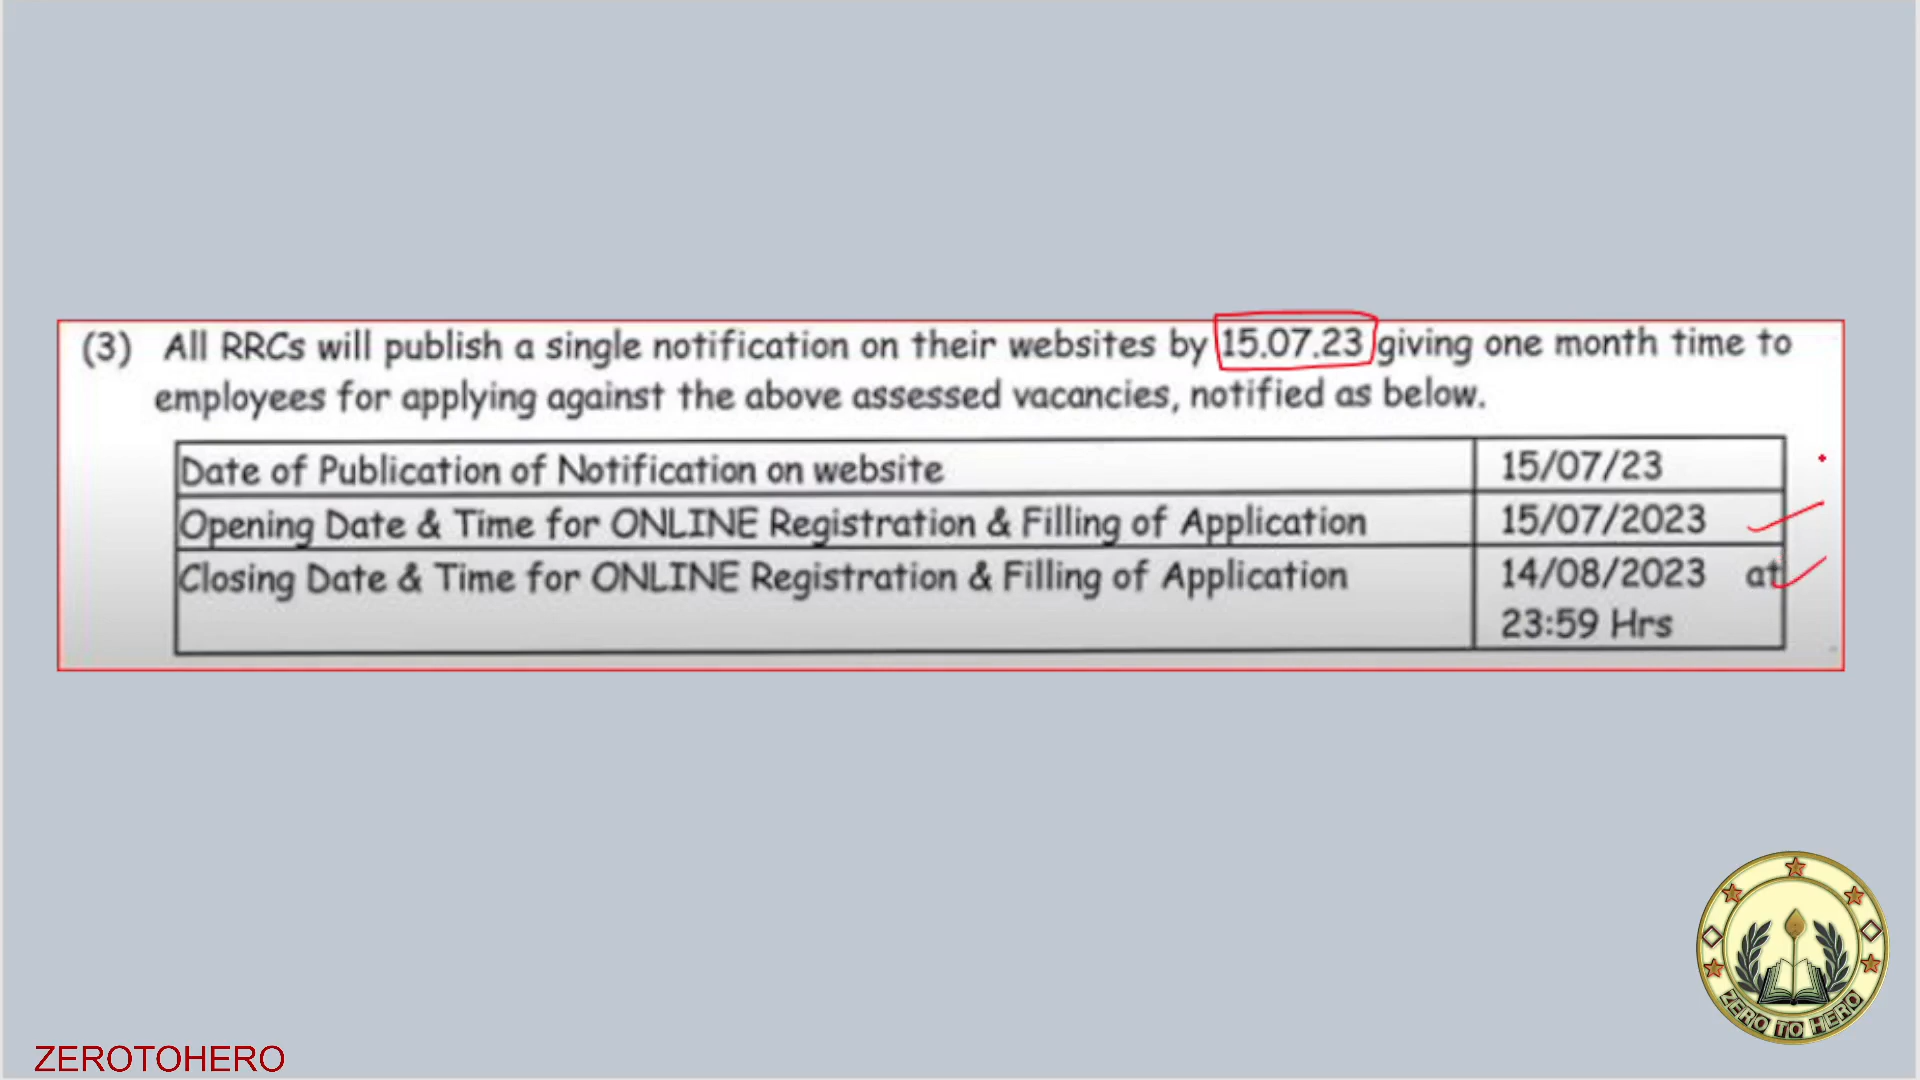 (3) All RRCs will publish a single notification on their websites by 15.07.23 giving one month time to
employees for applying against the above assessed vacancies, notified as below.
Date of Publication of Notification on website 15/07/23
Opening Date & Time for ONLINE Registration & Filling of Application 15/07/2023
Closing Date & Time for ONLINE Registration & Filling of Application 14/08/2023 at
23:59 Hrs
ZERO TO HERO
ZEROTOHERO